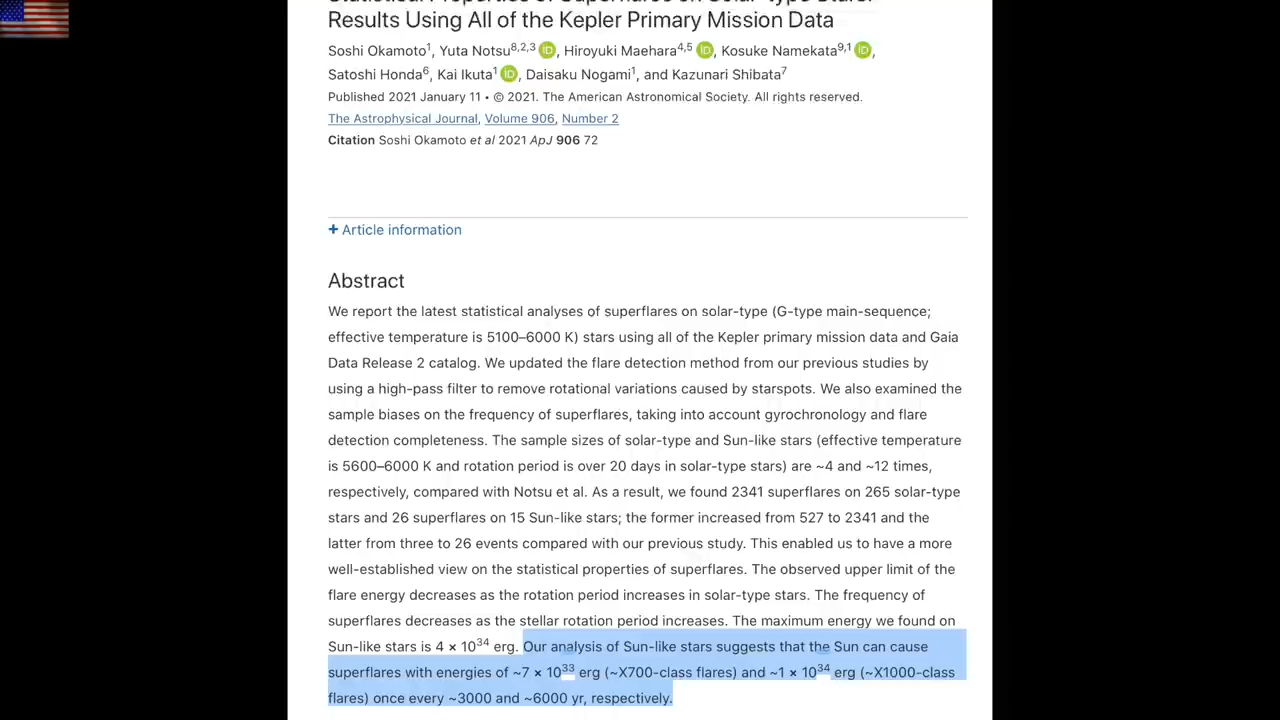 Results Using All of the Kepler Primary Mission Data
Soshi Okamoto1, Yuta Notsu8,2,3 iD, Hiroyuki Maehara4,5 iD, Kosuke Namekata9,1 iD,
Satoshi Honda6, Kai Ikuta1 iD, Daisaku Nogami1, and Kazunari Shibata7
Published 2021 January 11 • © 2021. The American Astronomical Society. All rights reserved.
The Astrophysical Journal, Volume 906, Number 2
Citation Soshi Okamoto et al 2021 ApJ 906 72
+ Article information
Abstract
We report the latest statistical analyses of superflares on solar-type (G-type main-sequence;
effective temperature is 5100–6000 K) stars using all of the Kepler primary mission data and Gaia
Data Release 2 catalog. We updated the flare detection method from our previous studies by
using a high-pass filter to remove rotational variations caused by starspots. We also examined the
sample biases on the frequency of superflares, taking into account gyrochronology and flare
detection completeness. The sample sizes of solar-type and Sun-like stars (effective temperature
is 5600–6000 K and rotation period is over 20 days in solar-type stars) are ~4 and ~12 times,
respectively, compared with Notsu et al. As a result, we found 2341 superflares on 265 solar-type
stars and 26 superflares on 15 Sun-like stars; the former increased from 527 to 2341 and the
latter from three to 26 events compared with our previous study. This enabled us to have a more
well-established view on the statistical properties of superflares. The observed upper limit of the
flare energy decreases as the rotation period increases in solar-type stars. The frequency of
superflares decreases as the stellar rotation period increases. The maximum energy we found on
Sun-like stars is 4 × 10^34 erg. Our analysis of Sun-like stars suggests that the Sun can cause
superflares with energies of ~7 × 10^33 erg (~X700-class flares) and ~1 × 10^34 erg (~X1000-class
flares) once every ~3000 and ~6000 yr, respectively.